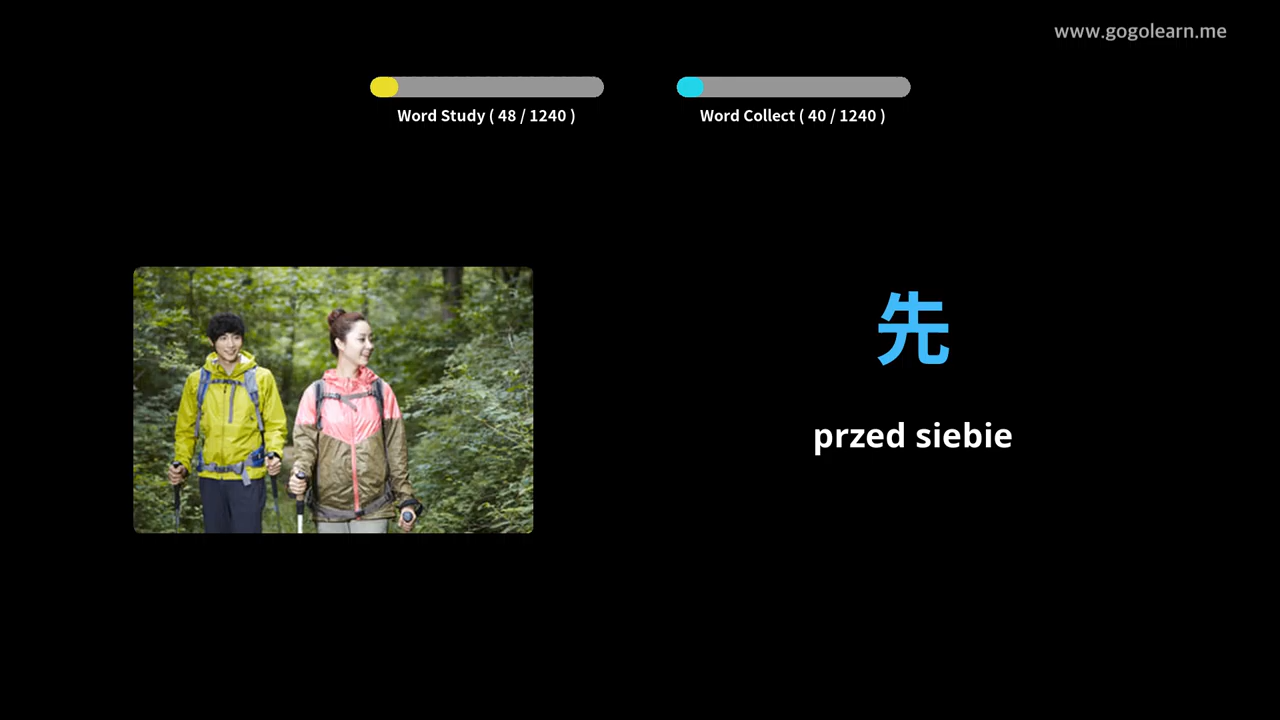 www.gogolearn.me
Word Study ( 48 / 1240 )
Word Collect ( 40 / 1240 )
先
przed siebie